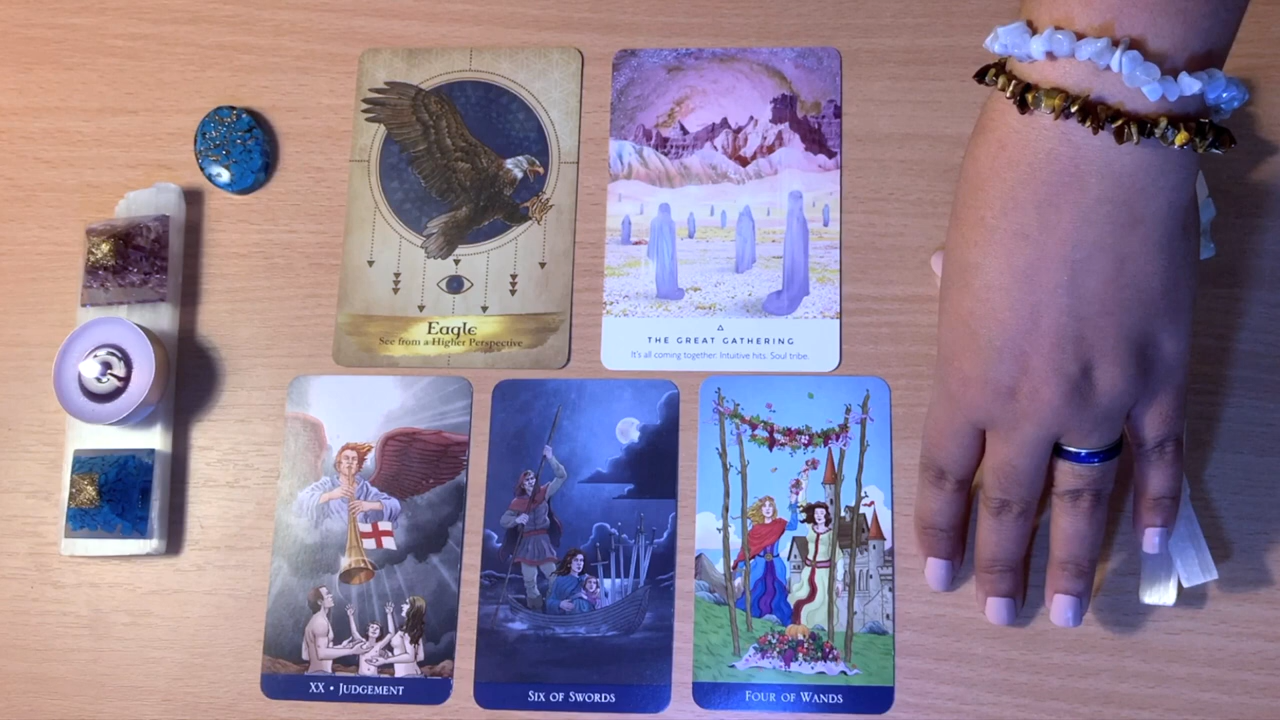 Eagle
See from a Higher Perspective
THE GREAT GATHERING
It's all coming together. Intuitive hits. Soul tribe.
XX • JUDGEMENT
SIX OF SWORDS
FOUR OF WANDS